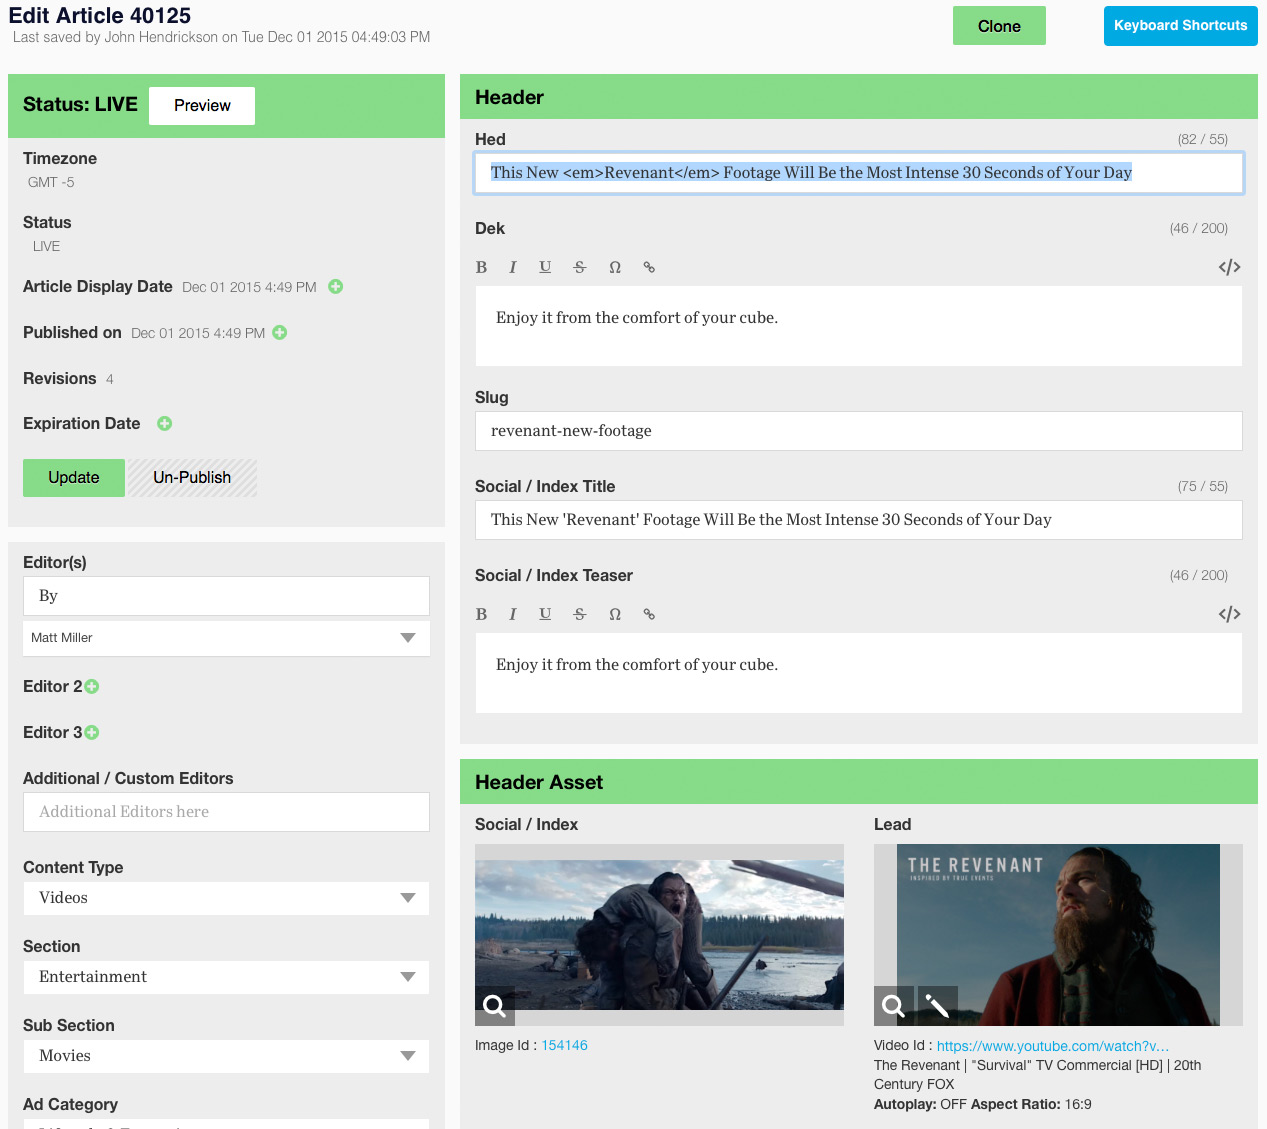 Edit Article 40125
Last saved by John Hendrickson on Tue Dec 01 2015 04:49:03 PM
Clone
Keyboard Shortcuts
Status: LIVE
Preview
Timezone
GMT -5
Status
LIVE
Article Display Date Dec 01 2015 4:49 PM
Published on Dec 01 2015 4:49 PM
Revisions 4
Expiration Date
Update
Un-Publish
Editor(s)
By
Matt Miller
Editor 2
Editor 3
Additional / Custom Editors
Additional Editors here
Content Type
Videos
Section
Entertainment
Sub Section
Movies
Ad Category
Header
Hed (82 / 55)
This New <em>Revenant</em> Footage Will Be the Most Intense 30 Seconds of Your Day
Dek (46 / 200)
B I U S Ω </>
Enjoy it from the comfort of your cube.
Slug
revenant-new-footage
Social / Index Title (75 / 55)
This New 'Revenant' Footage Will Be the Most Intense 30 Seconds of Your Day
Social / Index Teaser (46 / 200)
B I U S Ω </>
Enjoy it from the comfort of your cube.
Header Asset
Social / Index
Image Id : 154146
Lead
THE REVENANT
INSPIRED BY TRUE EVENTS
Video Id : https://www.youtube.com/watch?v...
The Revenant | "Survival" TV Commercial [HD] | 20th
Century FOX
Autoplay: OFF Aspect Ratio: 16:9